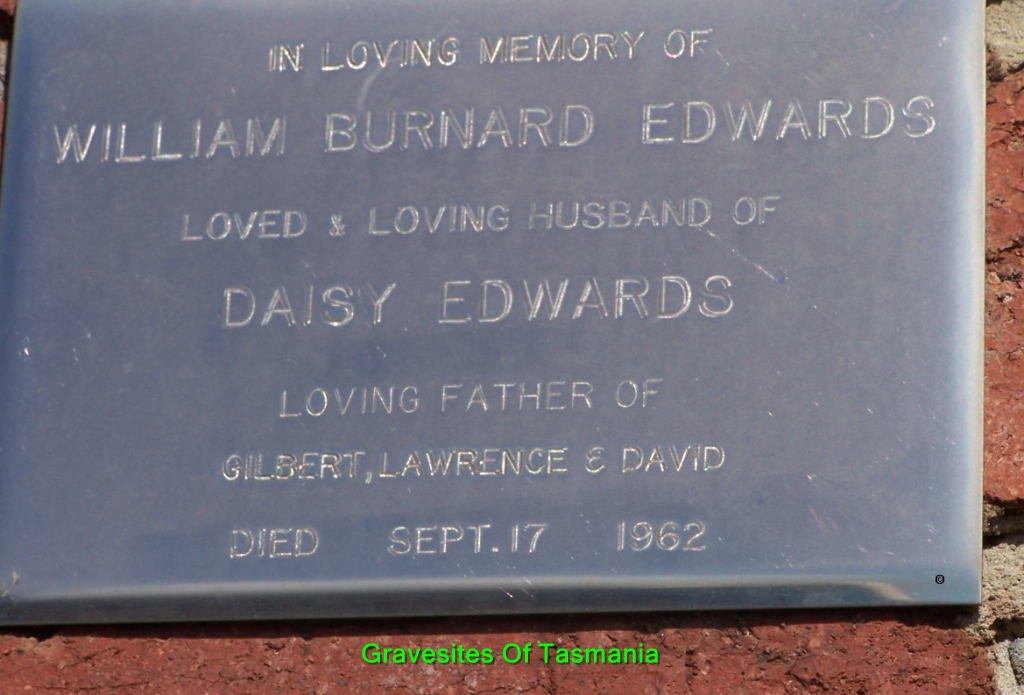 IN LOVING MEMORY OF
WILLIAM BURNARD EDWARDS
LOVED & LOVING HUSBAND OF
DAISY EDWARDS
LOVING FATHER OF
GILBERT, LAWRENCE & DAVID
DIED SEPT. 17 1962
©
Gravesites Of Tasmania